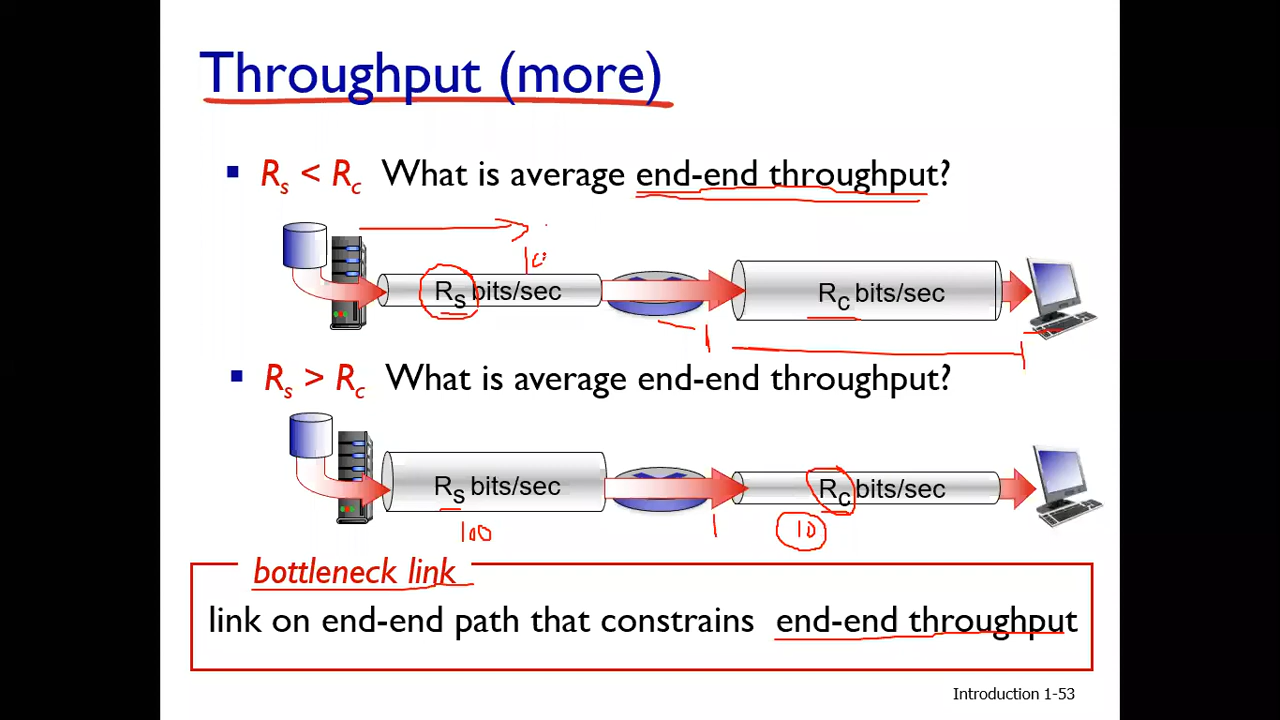 Throughput (more)
▪ Rs < Rc What is average end-end throughput?
10
Rs bits/sec
Rc bits/sec
▪ Rs > Rc What is average end-end throughput?
Rs bits/sec
Rc bits/sec
100
10
bottleneck link
link on end-end path that constrains end-end throughput
Introduction 1-53